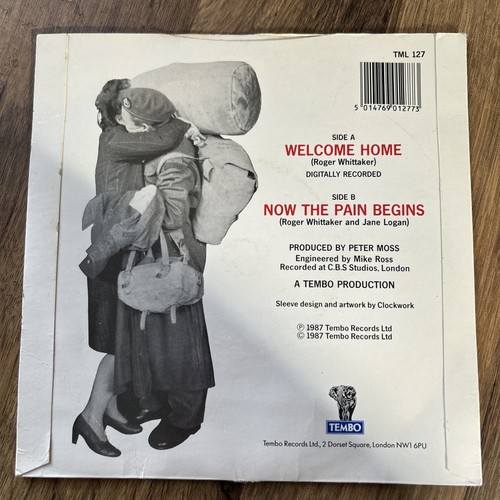 TML 127
5 014769 012773
SIDE A
WELCOME HOME
(Roger Whittaker)
DIGITALLY RECORDED
SIDE B
NOW THE PAIN BEGINS
(Roger Whittaker and Jane Logan)
PRODUCED BY PETER MOSS
Engineered by Mike Ross
Recorded at C.B.S Studios, London
A TEMBO PRODUCTION
Sleeve design and artwork by Clockwork
℗ 1987 Tembo Records Ltd
© 1987 Tembo Records Ltd
TEMBO
Tembo Records Ltd., 2 Dorset Square, London NW1 6PU